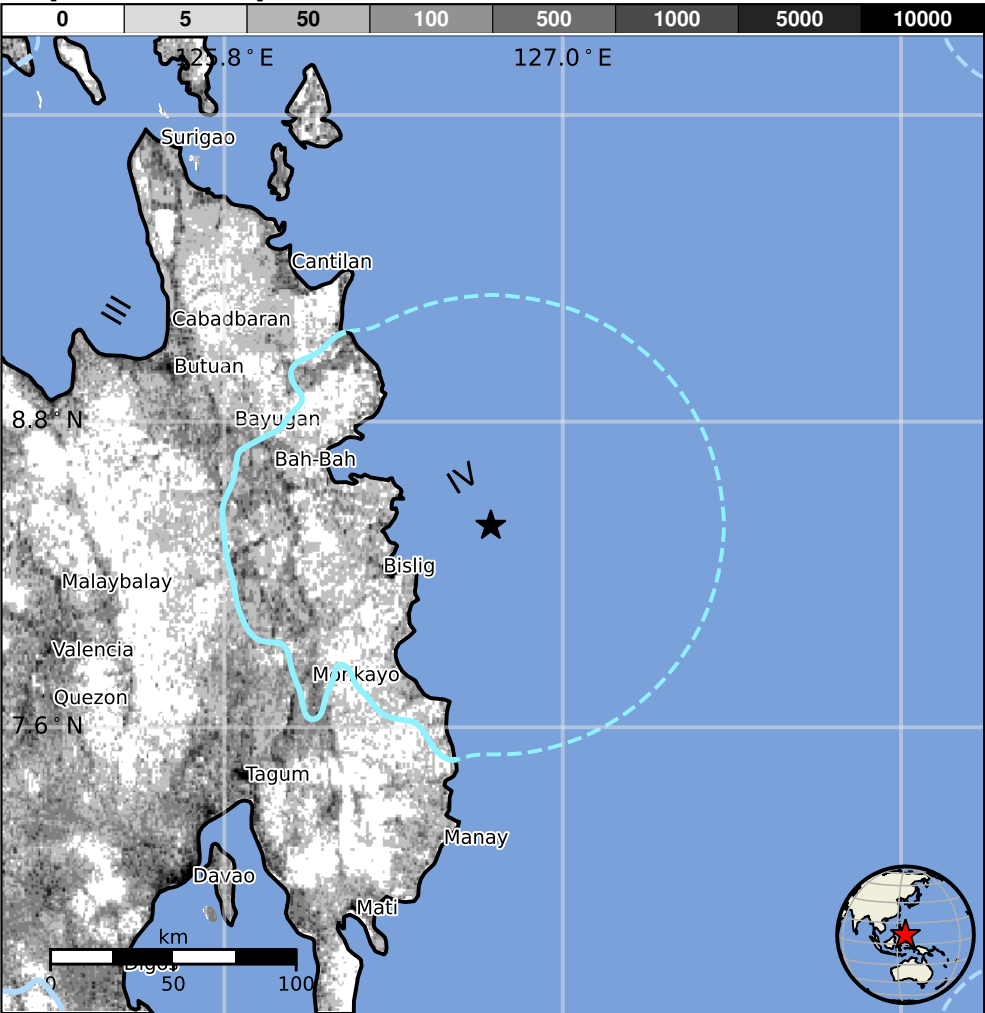 0 5 50 100 500 1000 5000 10000
125.8°E 127.0°E
Surigao
Cantilan
III
Cabadbaran
Butuan
8.8°N
Bayugan
Bah-Bah
IV
Bislig
Malaybalay
Valencia
Monkayo
Quezon
7.6°N
Tagum
Manay
Davao
Mati
km
Digos
0 50 100